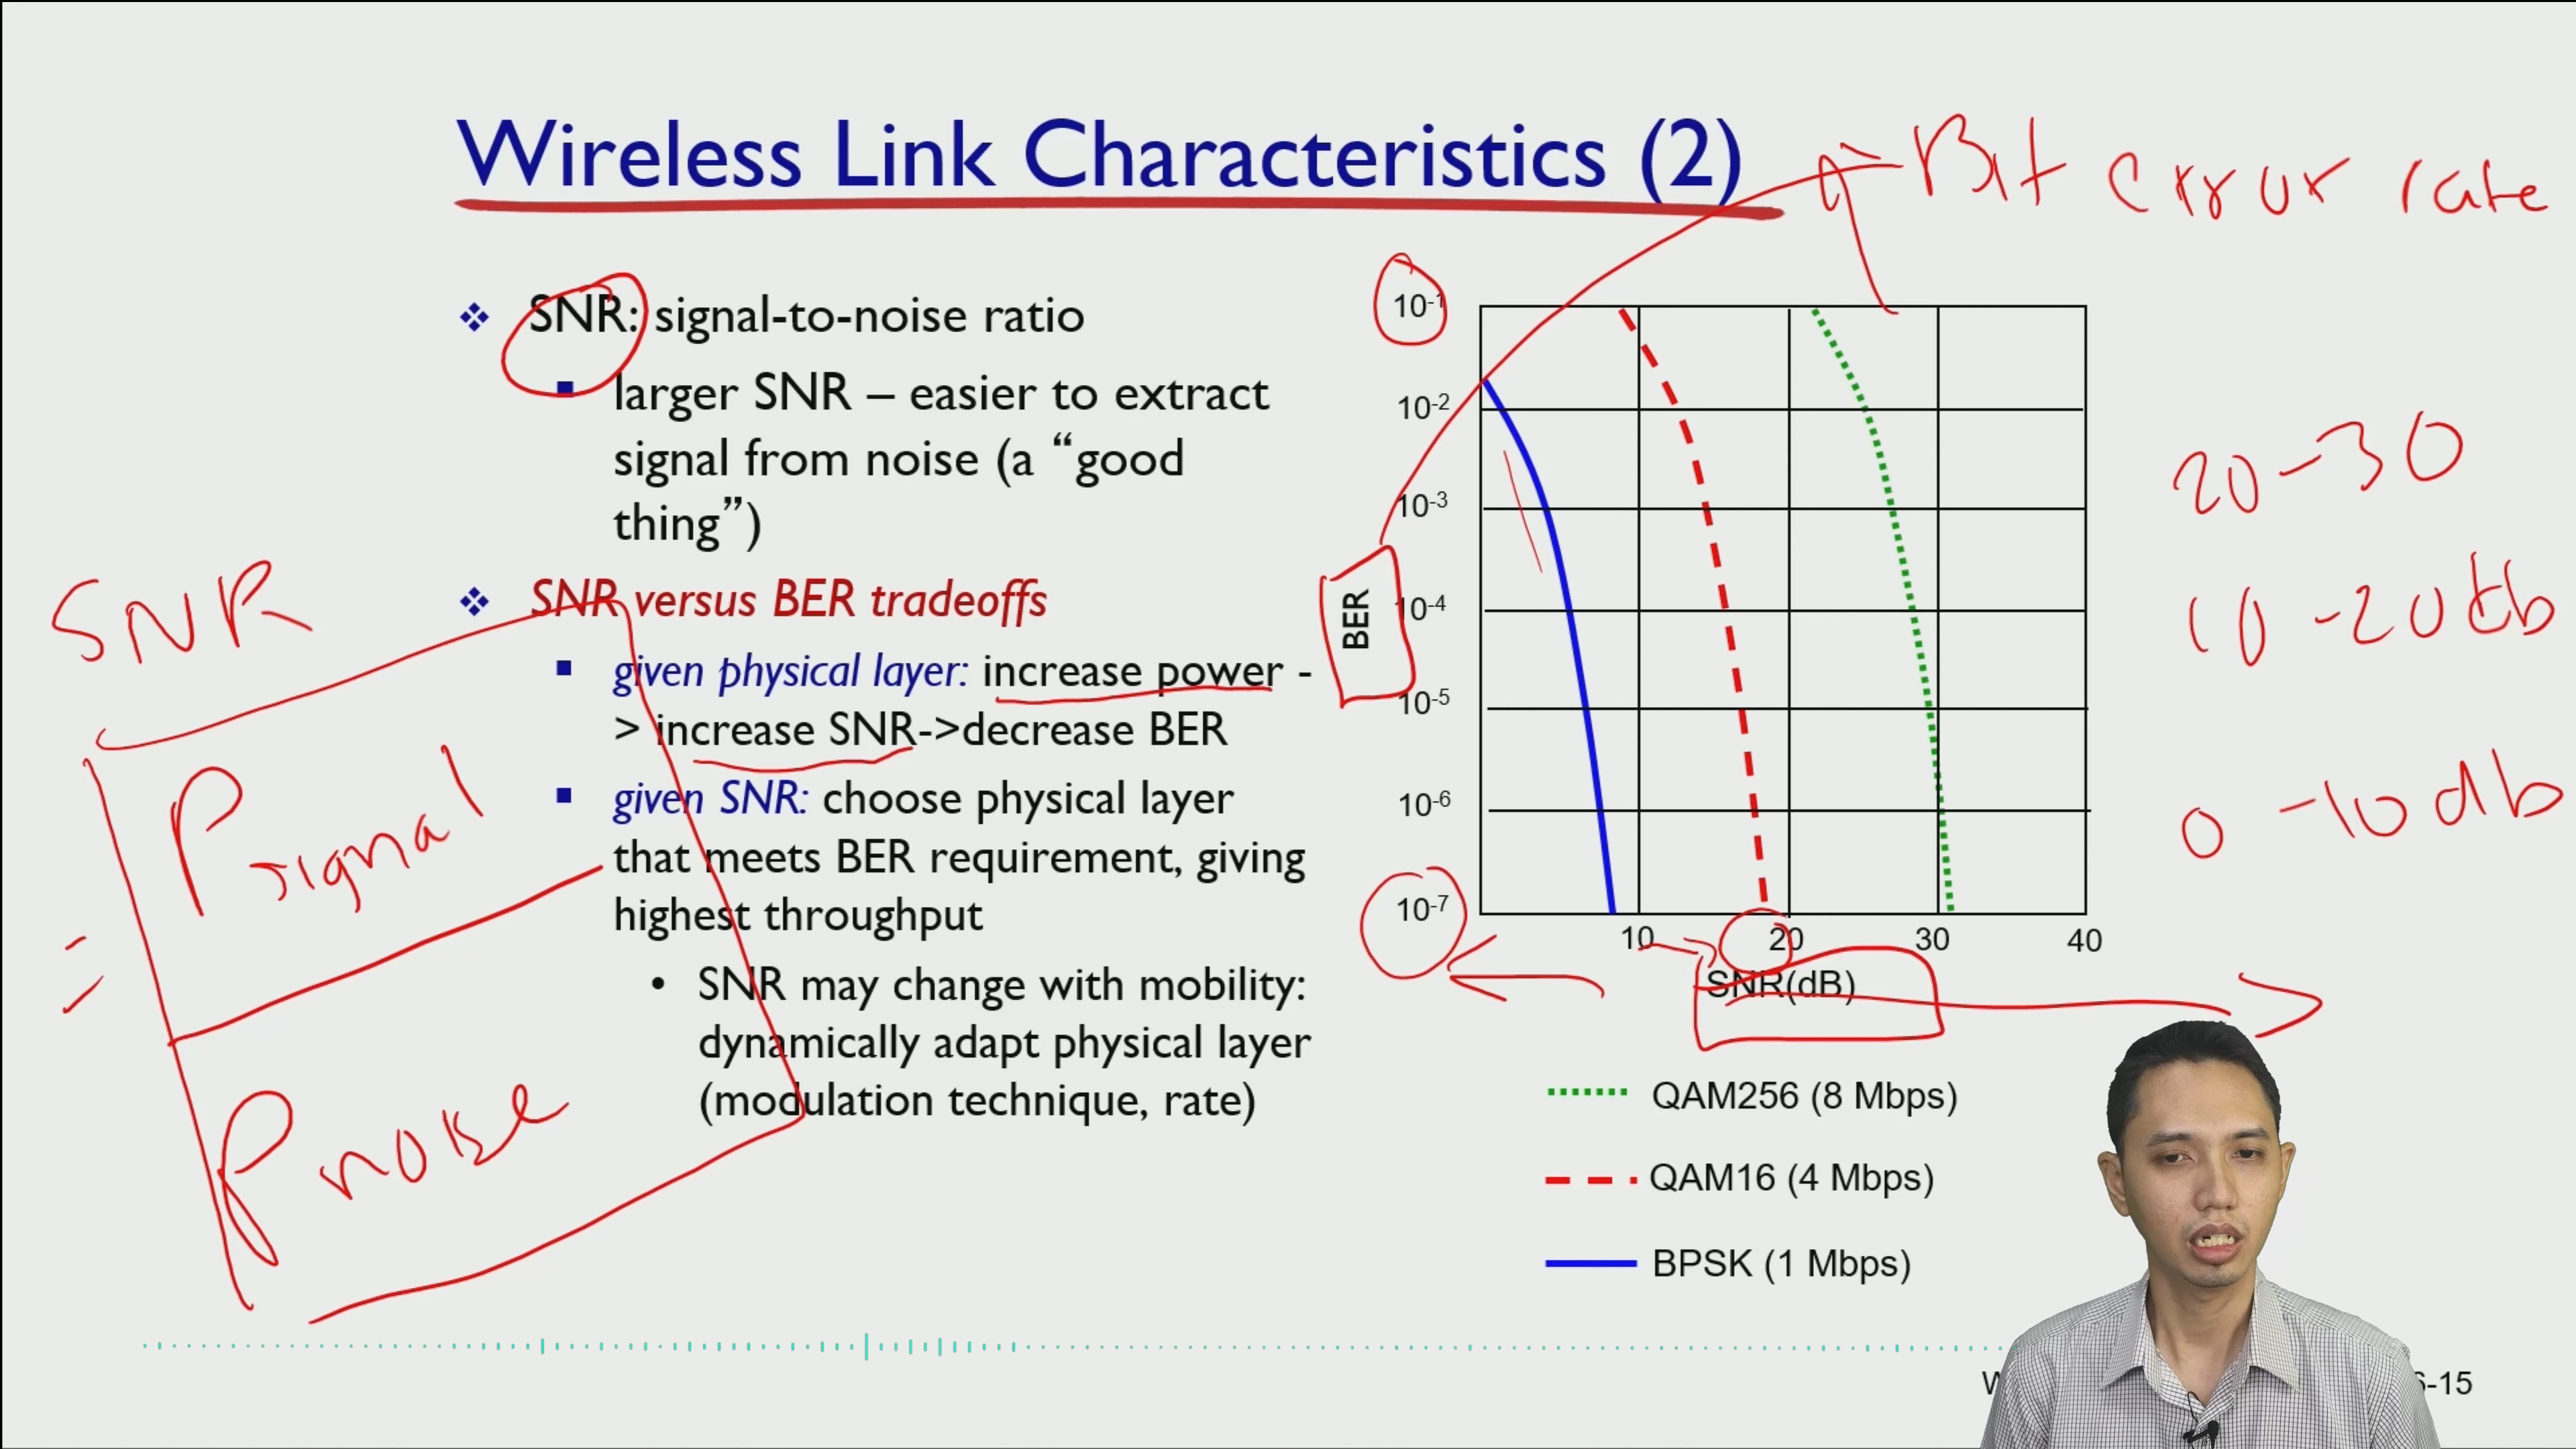 Wireless Link Characteristics (2)
Bit error rate
SNR: signal-to-noise ratio
larger SNR – easier to extract
signal from noise (a “good
thing”)
SNR versus BER tradeoffs
given physical layer: increase power -
> increase SNR->decrease BER
given SNR: choose physical layer
that meets BER requirement, giving
highest throughput
• SNR may change with mobility:
dynamically adapt physical layer
(modulation technique, rate)
SNR
=
Psignal
Pnoise
BER
10-1
10-2
10-3
10-4
10-5
10-6
10-7
10 20 30 40
SNR(dB)
QAM256 (8 Mbps)
QAM16 (4 Mbps)
BPSK (1 Mbps)
20-30
10-20
0-10 db
-15